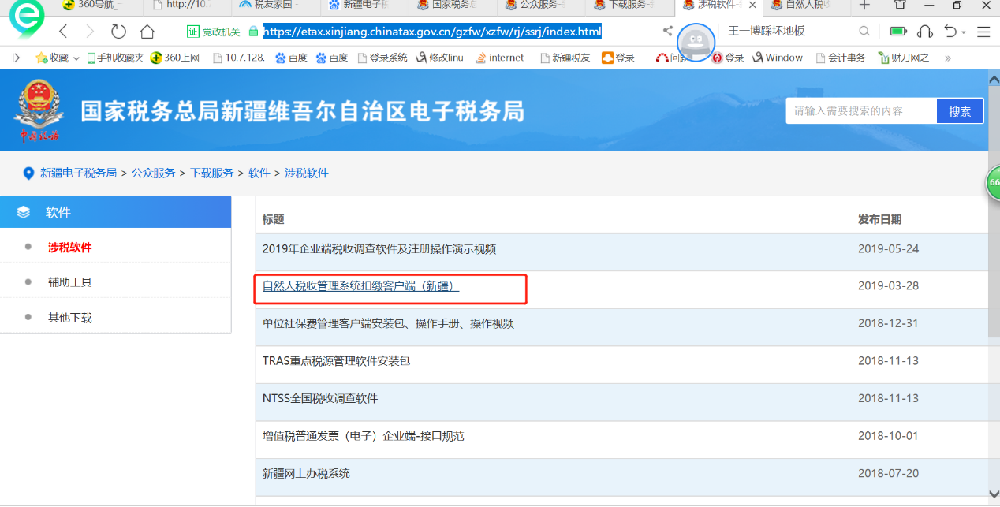 360导航_
http://10.7
税友家园 -
新疆电子税
国家税务总
公众服务-
下载服务-
涉税软件-
自然人税收
证 党政机关 https://etax.xinjiang.chinatax.gov.cn/gzfw/xzfw/rj/ssrj/index.html 王一博踩坏地板
收藏 手机收藏夹 360上网 10.7.128. 百度 百度 登录系统 修改linu internet 新疆税友 登录 - 问题 登录 Window 会计事务 财刀网之 »
中国税务
国家税务总局新疆维吾尔自治区电子税务局
请输入需要搜索的内容 搜索
66
新疆电子税务局 > 公众服务 > 下载服务 > 软件 > 涉税软件
软件
涉税软件
辅助工具
其他下载
标题 发布日期
2019年企业端税收调查软件及注册操作演示视频 2019-05-24
自然人税收管理系统扣缴客户端（新疆） 2019-03-28
单位社保费管理客户端安装包、操作手册、操作视频 2018-12-31
TRAS重点税源管理软件安装包 2018-11-13
NTSS全国税收调查软件 2018-11-13
增值税普通发票（电子）企业端-接口规范 2018-10-01
新疆网上办税系统 2018-07-20